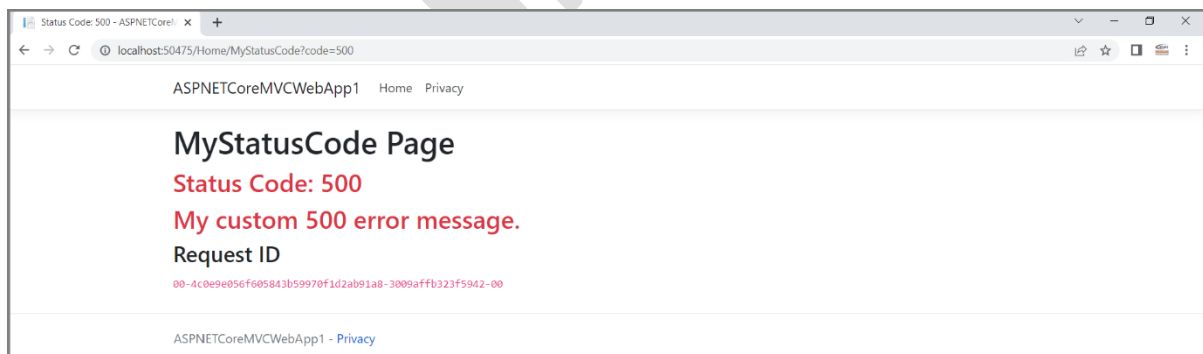 Status Code: 500 - ASPNETCoreM
localhost:50475/Home/MyStatusCode?code=500
ASPNETCoreMVCWebApp1 Home Privacy
MyStatusCode Page
Status Code: 500
My custom 500 error message.
Request ID
00-4c0e9e056f605843b59970f1d2ab91a8-3009affb323f5942-00
ASPNETCoreMVCWebApp1 - Privacy